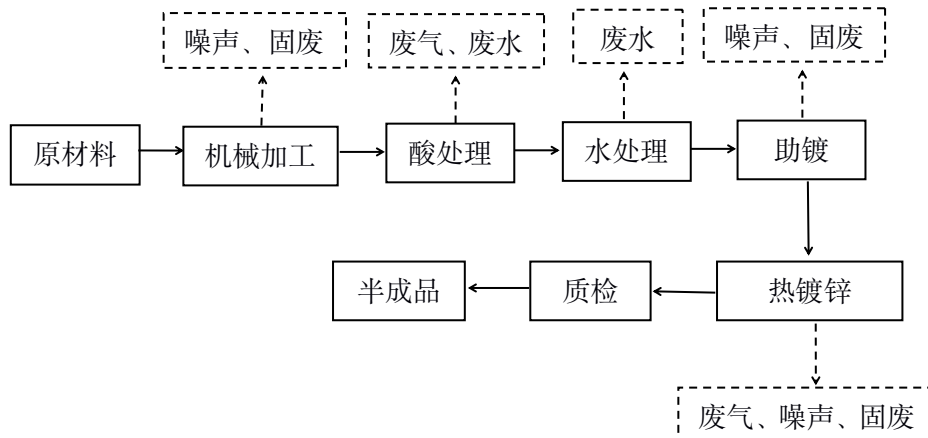 噪声、固废
废气、废水
废水
噪声、固废
原材料
机械加工
酸处理
水处理
助镀
半成品
质检
热镀锌
废气、噪声、固废